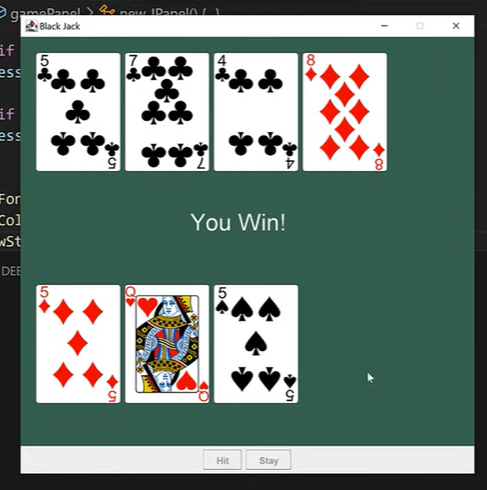 gamePanel > new JPanel() {..}
Black Jack
if
ess
if
ess
For
Col
wSt
DEE
5 7 4 8
5 7 4 8
You Win!
5 Q 5
5 Q 5
Hit Stay